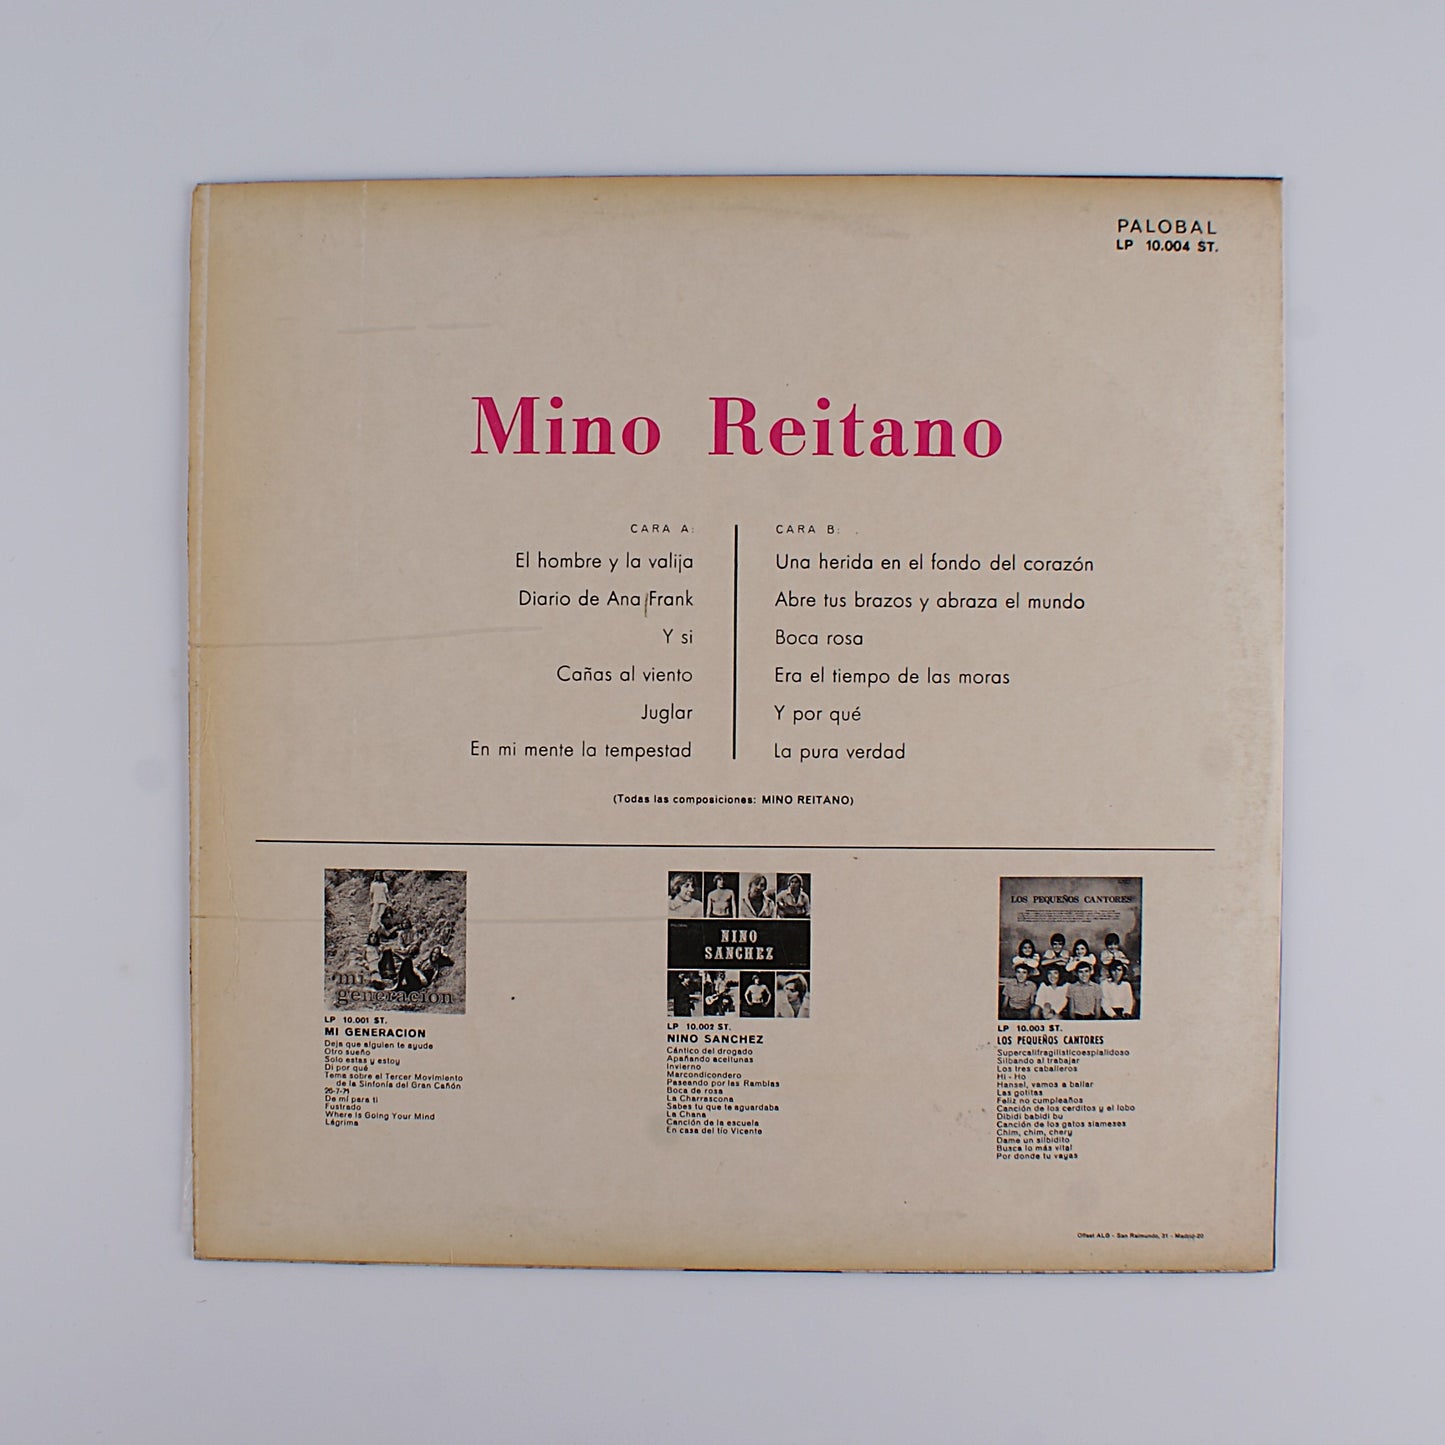 PALOBAL
LP 10.004 ST.
Mino Reitano
CARA A:
El hombre y la valija
Diario de Ana Frank
Y si
Cañas al viento
Juglar
En mi mente la tempestad
CARA B:
Una herida en el fondo del corazón
Abre tus brazos y abraza el mundo
Boca rosa
Era el tiempo de las moras
Y por qué
La pura verdad
(Todas las composiciones: MINO REITANO)
mi
generación
LP 10.001 ST.
MI GENERACION
Deja que alguien te ayude
Otro sueño
Solo estas y estoy
Di por qué
Tema sobre el Tercer Movimiento
de la Sinfonía del Gran Cañón
26-7-71
De mí para ti
Fustrado
Where is Going Your Mind
Lágrima
PALOBAL
NINO
SANCHEZ
LP 10.002 ST.
NINO SANCHEZ
Cántico del drogado
Apañando aceitunas
Invierno
Marcondicondero
Paseando por las Ramblas
Boca de rosa
La Charrascona
Sabes tu que te aguardaba
La Chana
Canción de la escuela
En casa del tío Vicente
LOS PEQUEÑOS CANTORES
LP 10.003 ST.
LOS PEQUEÑOS CANTORES
Supercalifragilisticoespialidoso
Silbando al trabajar
Los tres caballeros
Hi - Ho
Hansel, vamos a bailar
Las gotitas
Feliz no cumpleaños
Canción de los cerditos y el lobo
Dibidi babidi bu
Canción de los gatos siameses
Chim, chim, chery
Dame un silbidito
Busca lo más vital
Por donde tu vayas
Offset ALG - San Raimundo, 21 - Madrid-20